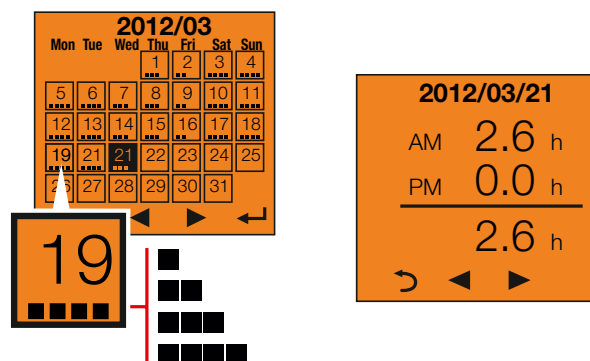 2012/03
Mon Tue Wed Thu Fri Sat Sun
1 2 3 4
5 6 7 8 9 10 11
12 13 14 15 16 17 18
19 21 21 22 23 24 25
26 27 28 29 30 31
19
2012/03/21
AM 2.6 h
PM 0.0 h
2.6 h